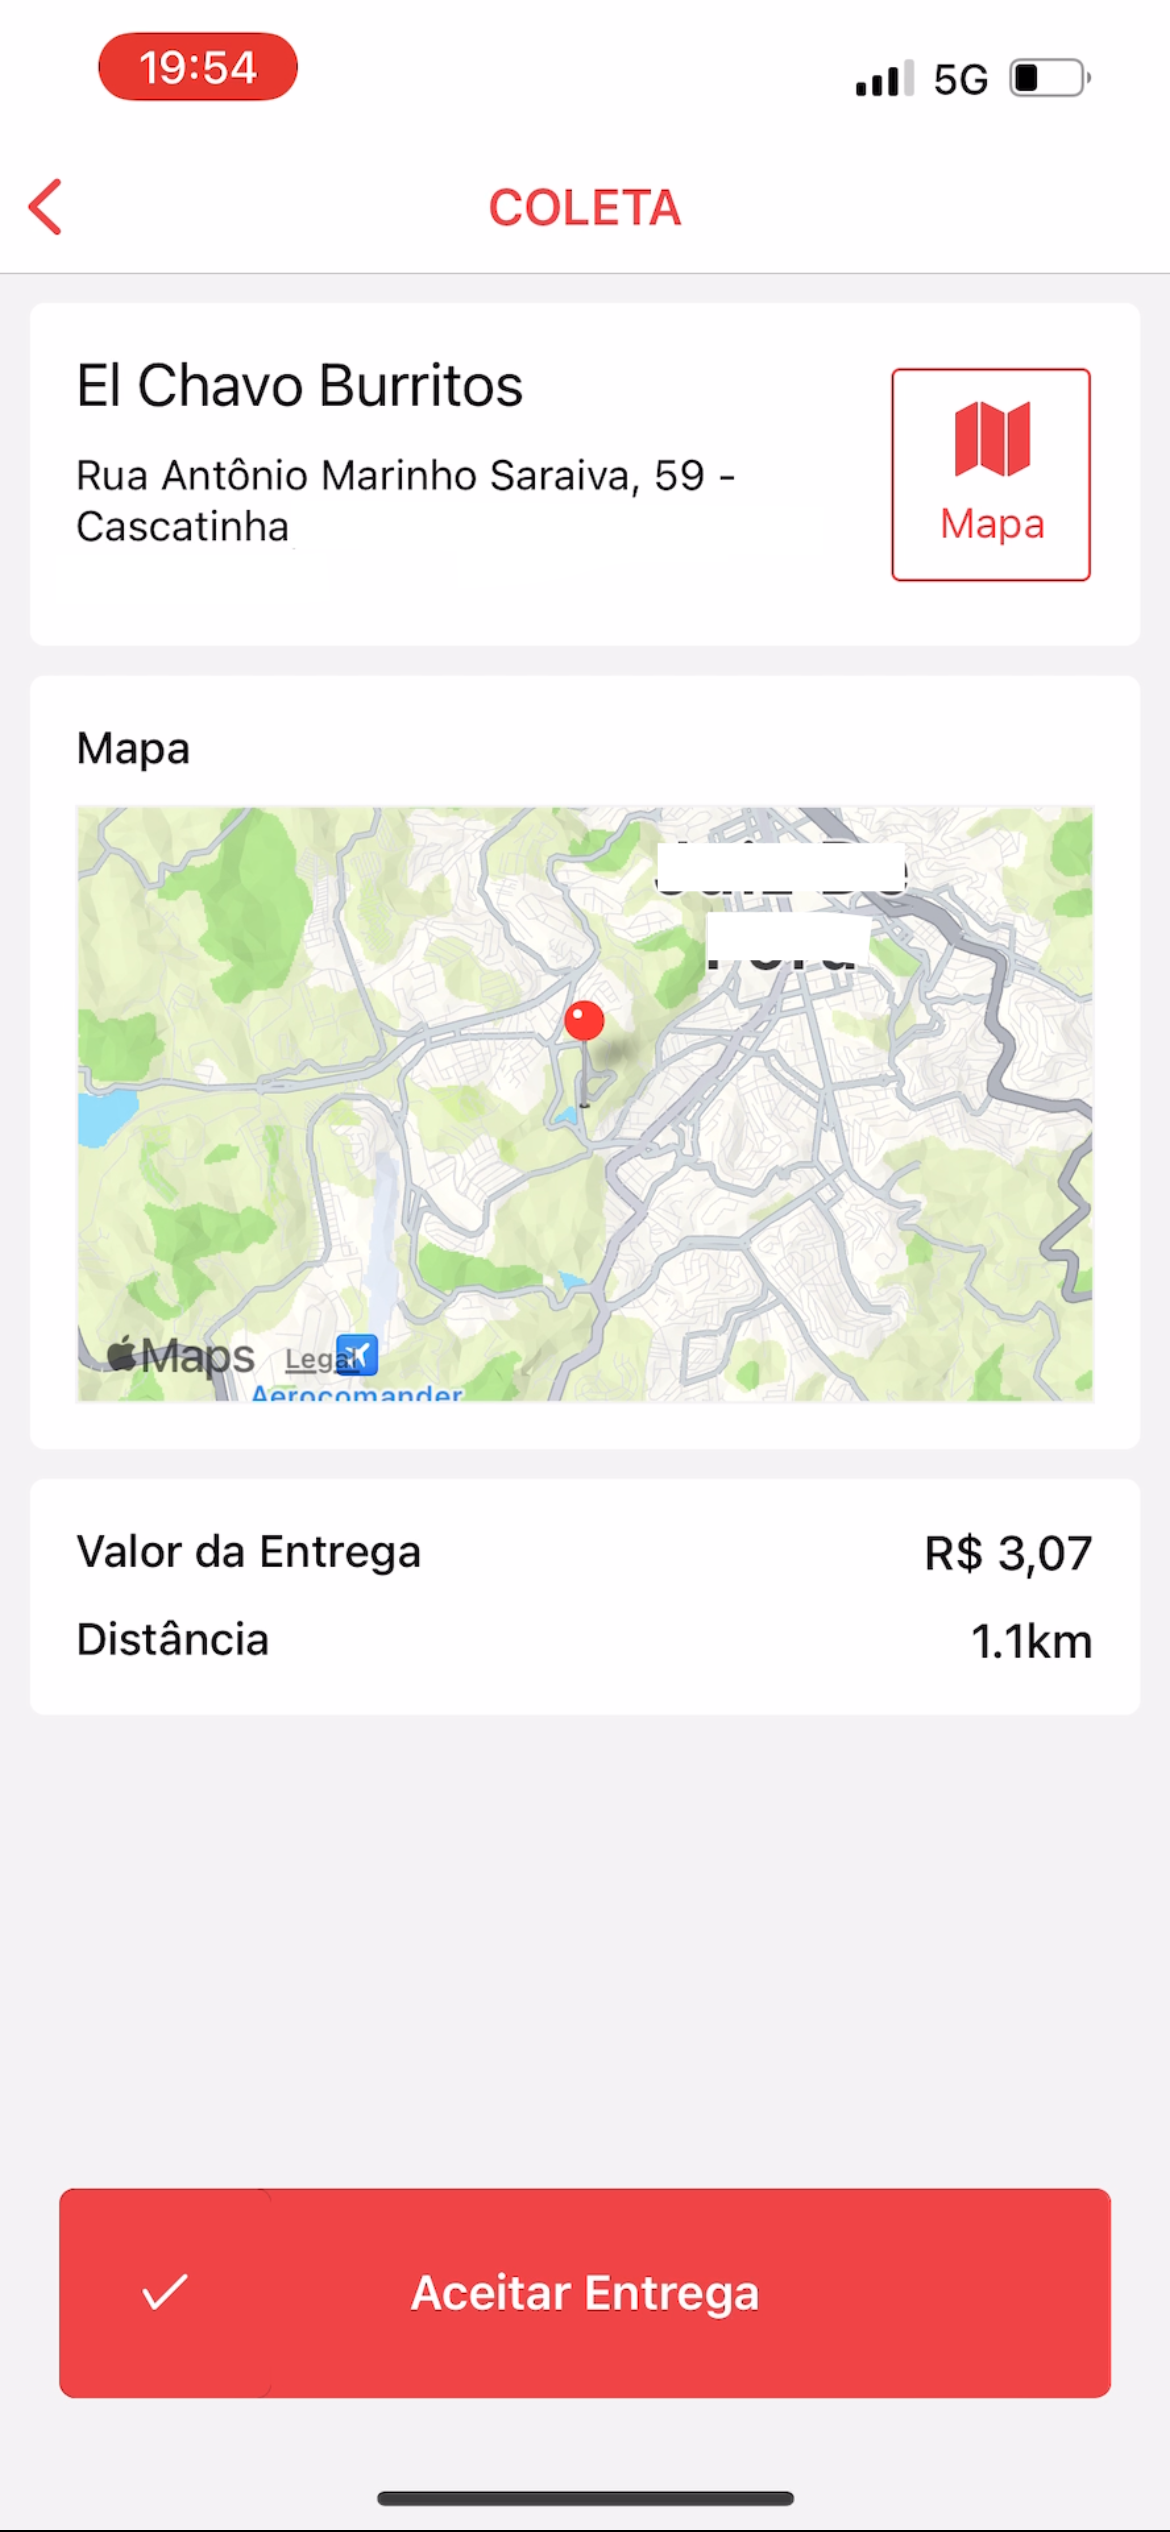 19:54
5G
COLETA
El Chavo Burritos
Rua Antônio Marinho Saraiva, 59 -
Cascatinha
Mapa
Mapa
Maps
Legal
Aerocomander
Valor da Entrega
R$ 3,07
Distância
1.1km
Aceitar Entrega